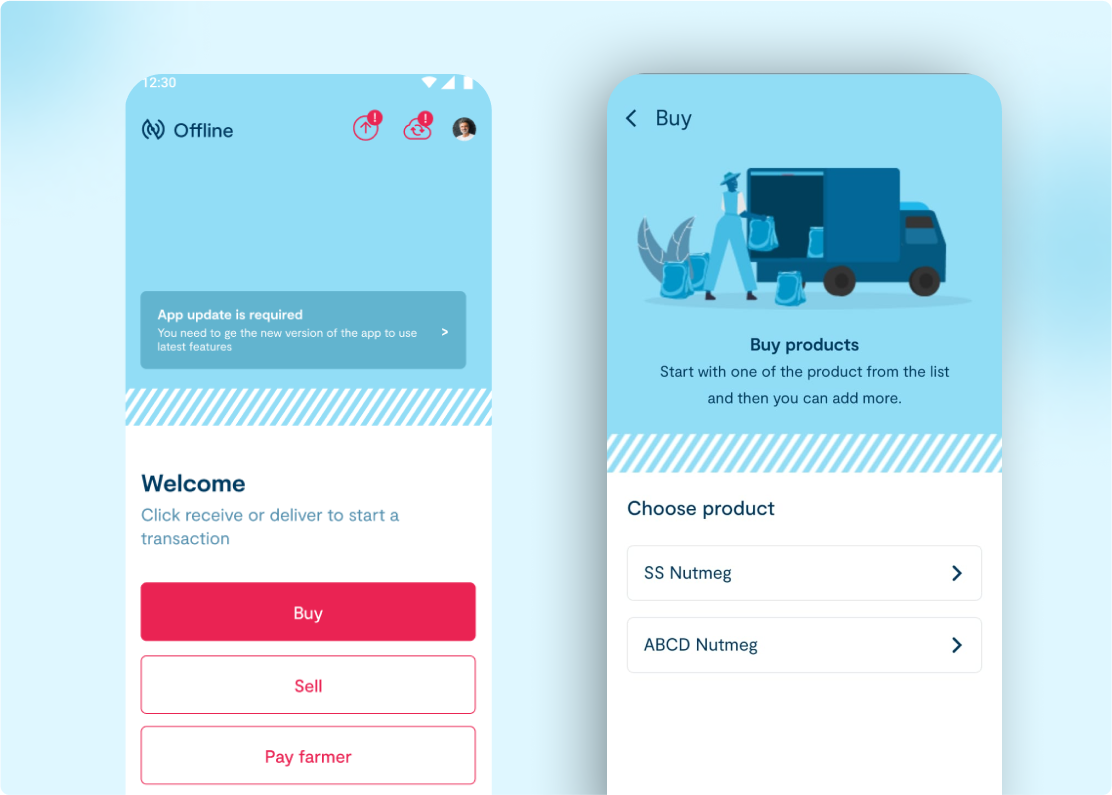 12:30
Offline
!
!
App update is required
You need to ge the new version of the app to use
latest features
>
Welcome
Click receive or deliver to start a
transaction
Buy
Sell
Pay farmer
Buy
Buy products
Start with one of the product from the list
and then you can add more.
Choose product
SS Nutmeg
ABCD Nutmeg